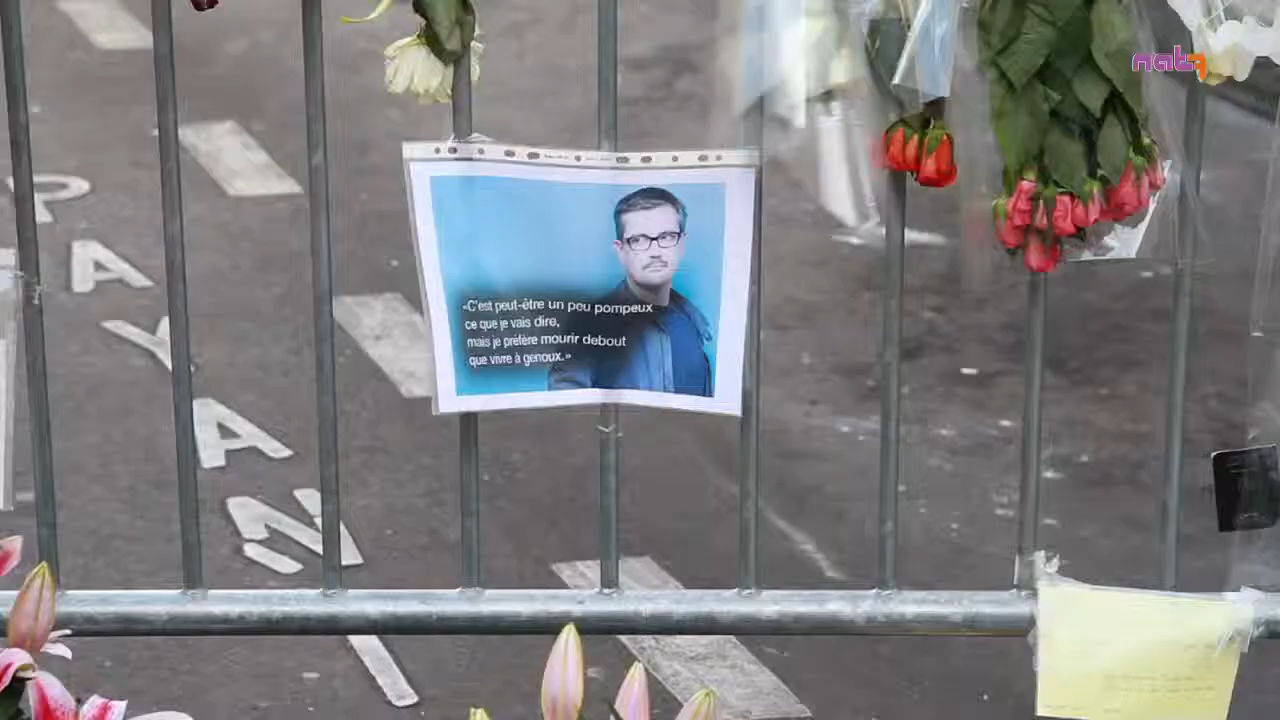 nat7
PAYANT
«C'est peut-être un peu pompeux
ce que je vais dire,
mais je préfère mourir debout
que vivre à genoux.»